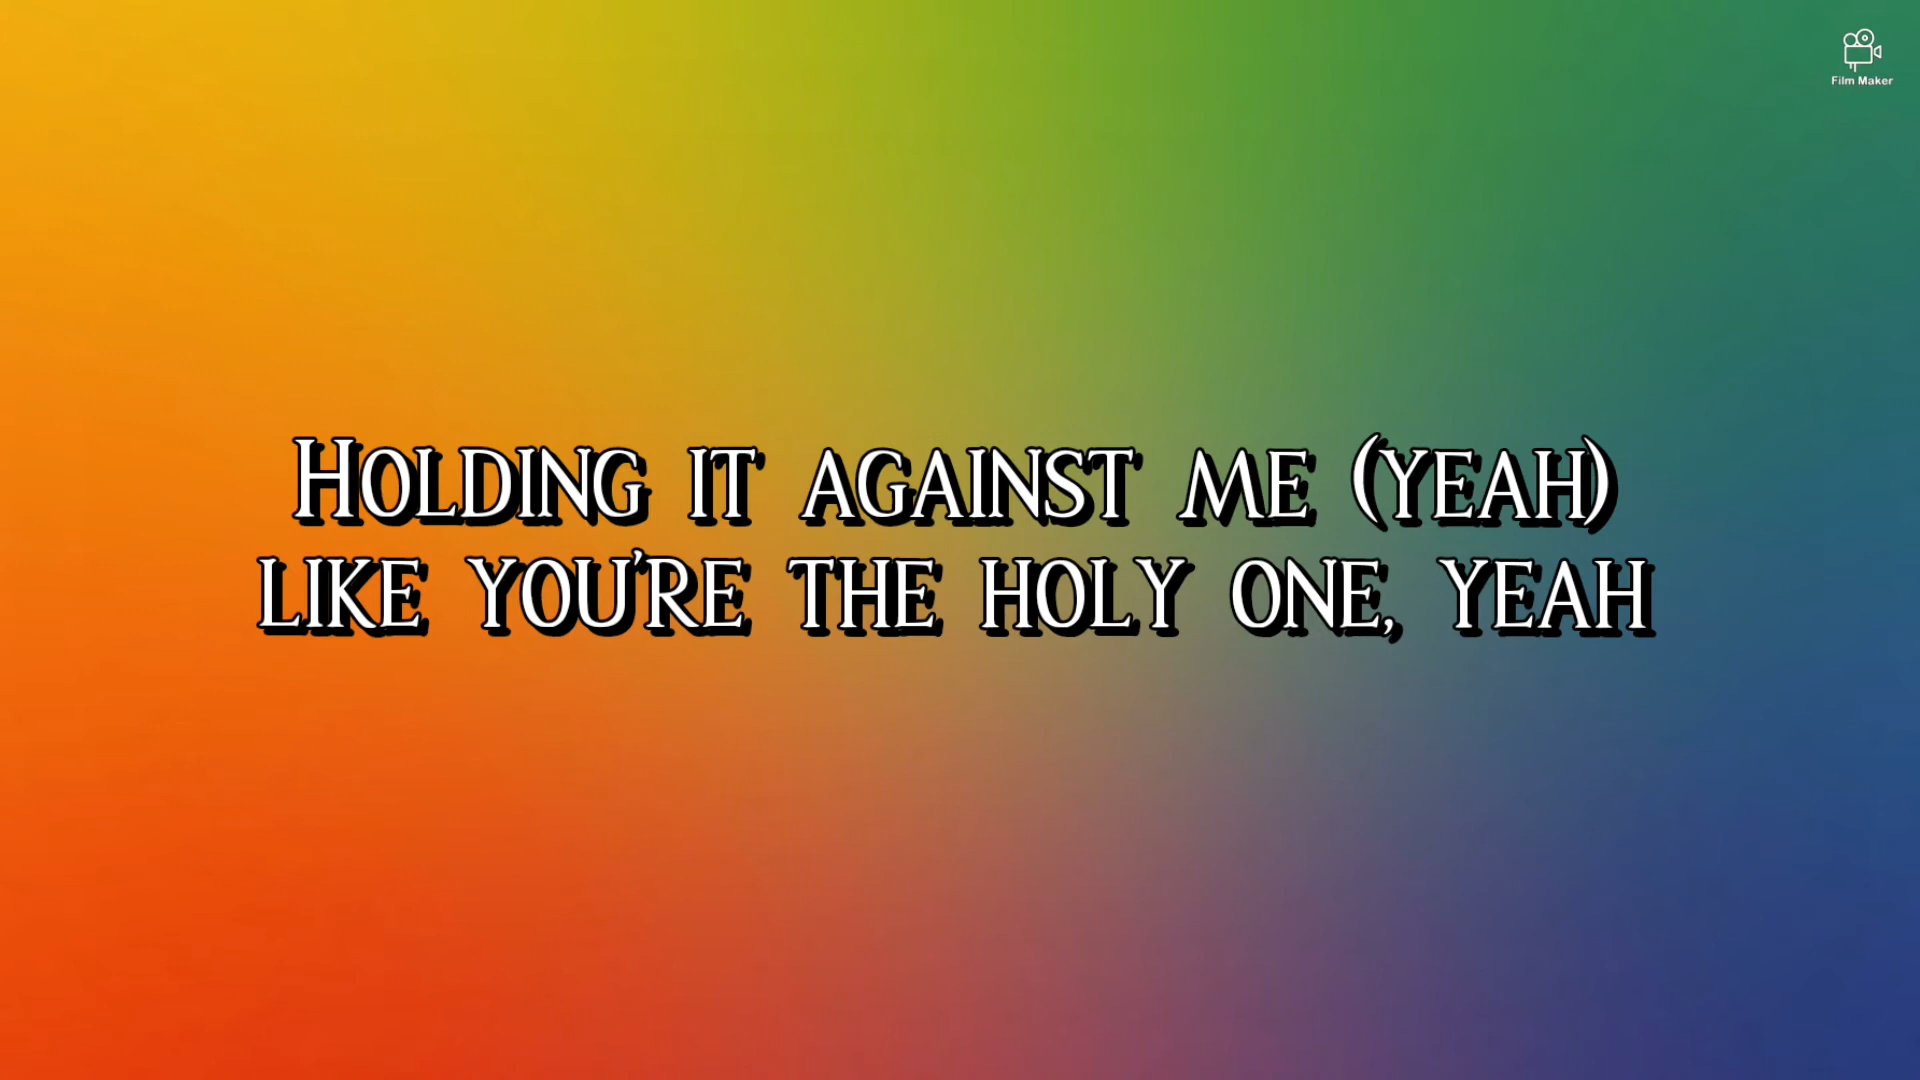 Film Maker
HOLDING IT AGAINST ME (YEAH)
LIKE YOU'RE THE HOLY ONE, YEAH